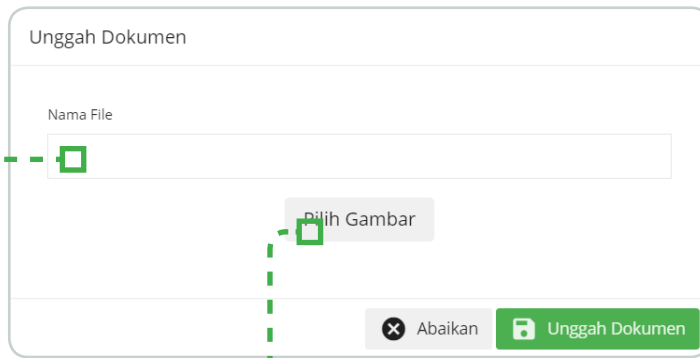 Unggah Dokumen
Nama File
Pilih Gambar
Abaikan
Unggah Dokumen